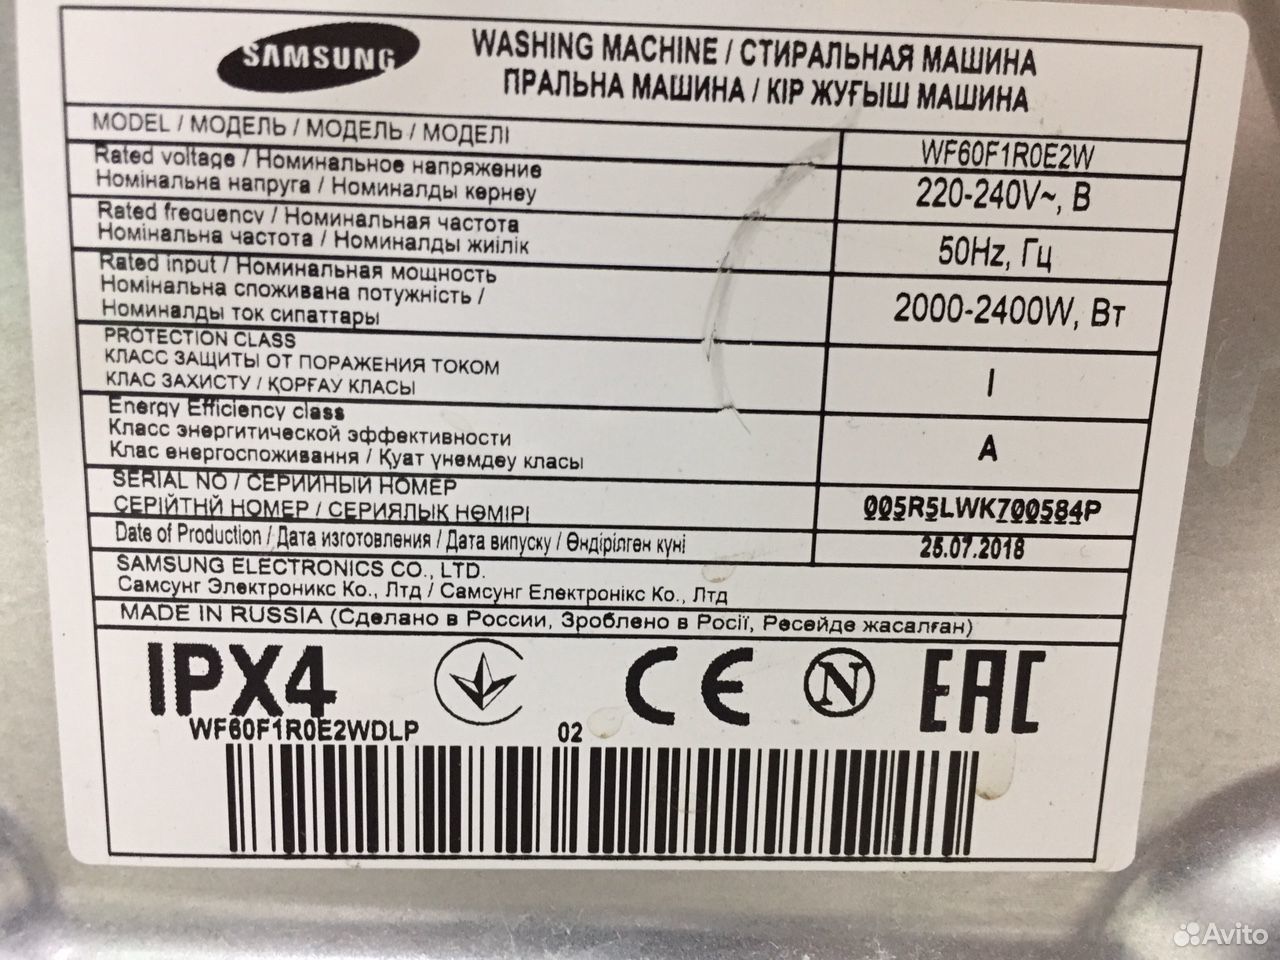 SAMSUNG
WASHING MACHINE / СТИРАЛЬНАЯ МАШИНА
ПРАЛЬНА МАШИНА / КІР ЖУҒЫШ МАШИНА
MODEL / МОДЕЛЬ / МОДЕЛЬ / МОДЕЛІ
WF60F1R0E2W
Rated voltage / Номинальное напряжение
Номінальна напруга / Номиналды кернеу
220-240V~, В
Rated frequency / Номинальная частота
Номінальна частота / Номиналды жиілік
50Hz, Гц
Rated input / Номинальная мощность
Номінальна споживана потужність /
Номиналды ток сипаттары
2000-2400W, Вт
PROTECTION CLASS
КЛАСС ЗАЩИТЫ ОТ ПОРАЖЕНИЯ ТОКОМ
КЛАС ЗАХИСТУ / ҚОРҒАУ КЛАСЫ
I
Energy Efficiency class
Класс энергитической эффективности
Клас енергоспоживання / Қуат үнемдеу класы
A
SERIAL NO / СЕРИЙНЫЙ НОМЕР
СЕРІЙТНЙ НОМЕР / СЕРИЯЛЫҚ НӨМІРІ
005R5LWK700584P
Date of Production / Дата изготовления / Дата випуску / Өндірілген күні
25.07.2018
SAMSUNG ELECTRONICS CO., LTD.
Самсунг Электроникс Ко., Лтд / Самсунг Електронікс Ко., Лтд
MADE IN RUSSIA (Сделано в России, Зроблено в Росії, Ресейде жасалған)
IPX4
CE
N
EAC
WF60F1R0E2WDLP 02
Avito